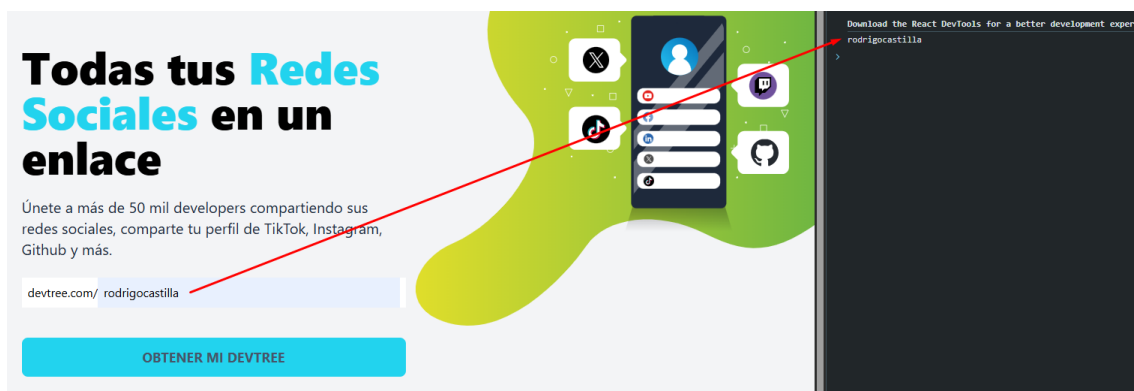 Todas tus Redes
Sociales en un
enlace
Únete a más de 50 mil developers compartiendo sus
redes sociales, comparte tu perfil de TikTok, Instagram,
Github y más.
devtree.com/ rodrigocastilla
OBTENER MI DEVTREE
Download the React DevTools for a better development exper
rodrigocastilla